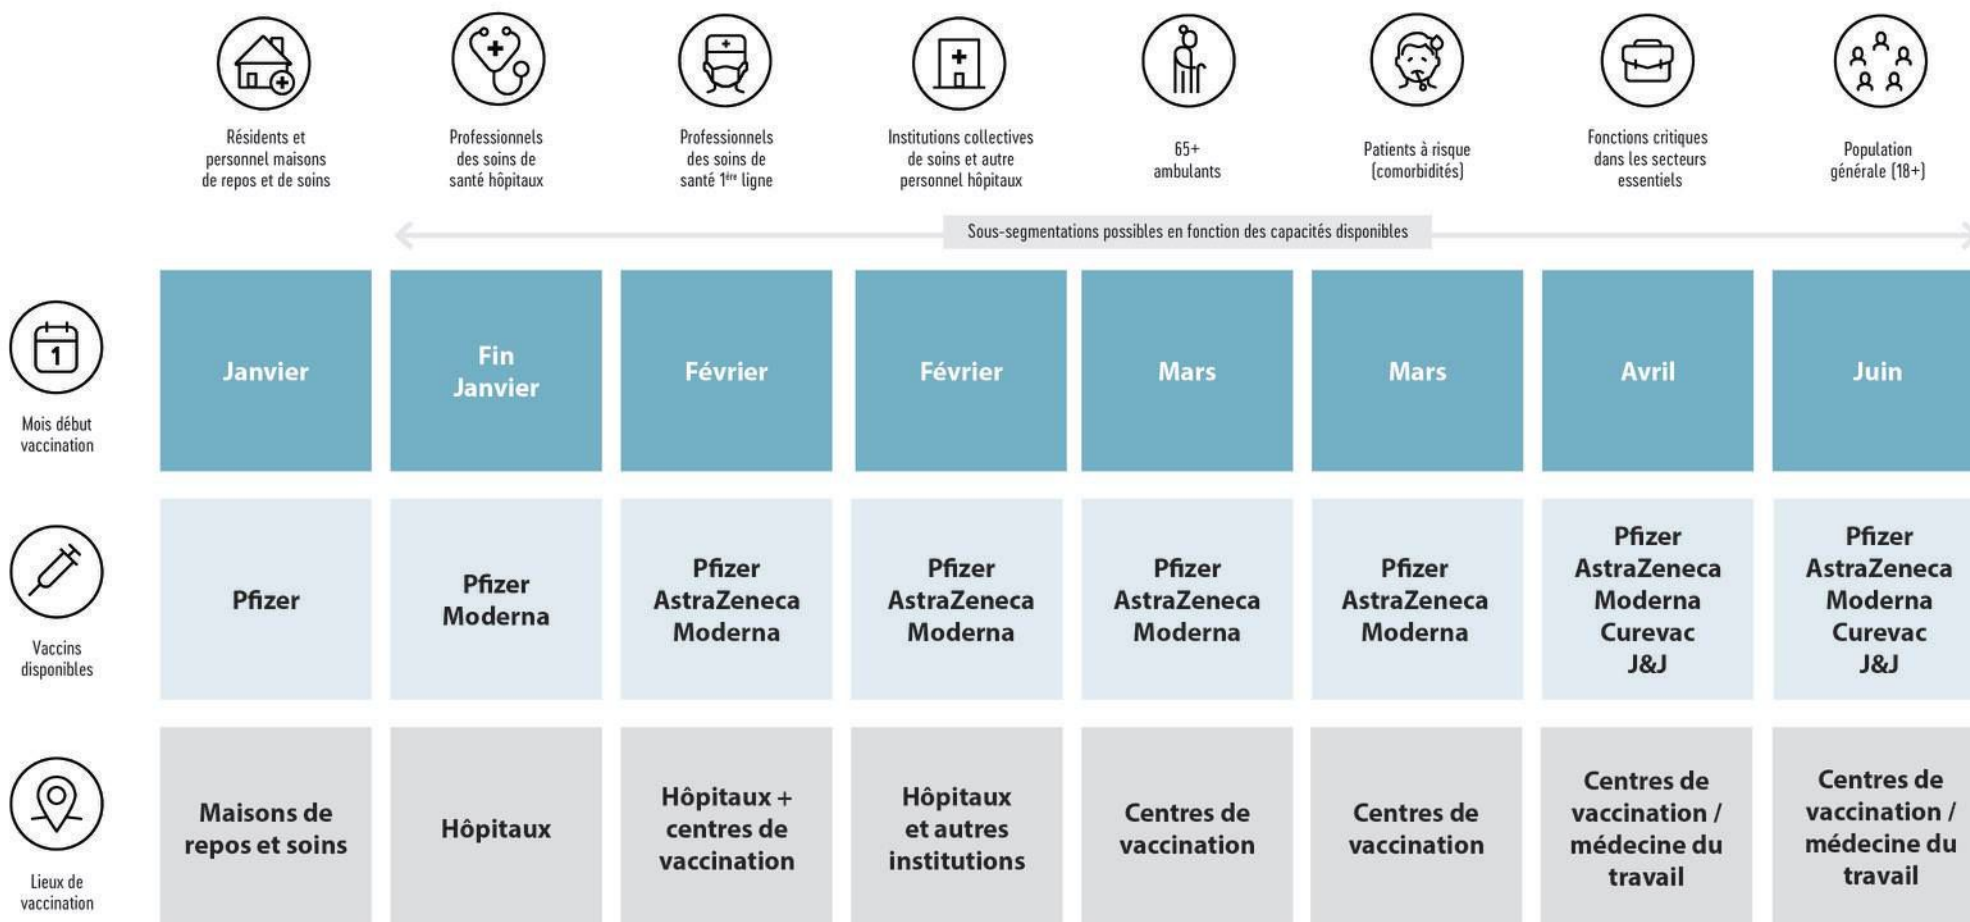 Résidents et
personnel maisons
de repos et de soins
Professionnels
des soins de
santé hôpitaux
Professionnels
des soins de
santé 1ère ligne
Institutions collectives
de soins et autre
personnel hôpitaux
65+
ambulants
Patients à risque
(comorbidités)
Fonctions critiques
dans les secteurs
essentiels
Population
générale (18+)
Sous-segmentations possibles en fonction des capacités disponibles
1
Mois début
vaccination
Janvier
Fin
Janvier
Février
Février
Mars
Mars
Avril
Juin
Vaccins
disponibles
Pfizer
Pfizer
Moderna
Pfizer
AstraZeneca
Moderna
Pfizer
AstraZeneca
Moderna
Pfizer
AstraZeneca
Moderna
Pfizer
AstraZeneca
Moderna
Pfizer
AstraZeneca
Moderna
Curevac
J&J
Pfizer
AstraZeneca
Moderna
Curevac
J&J
Lieux de
vaccination
Maisons de
repos et soins
Hôpitaux
Hôpitaux +
centres de
vaccination
Hôpitaux
et autres
institutions
Centres de
vaccination
Centres de
vaccination
Centres de
vaccination /
médecine du
travail
Centres de
vaccination /
médecine du
travail